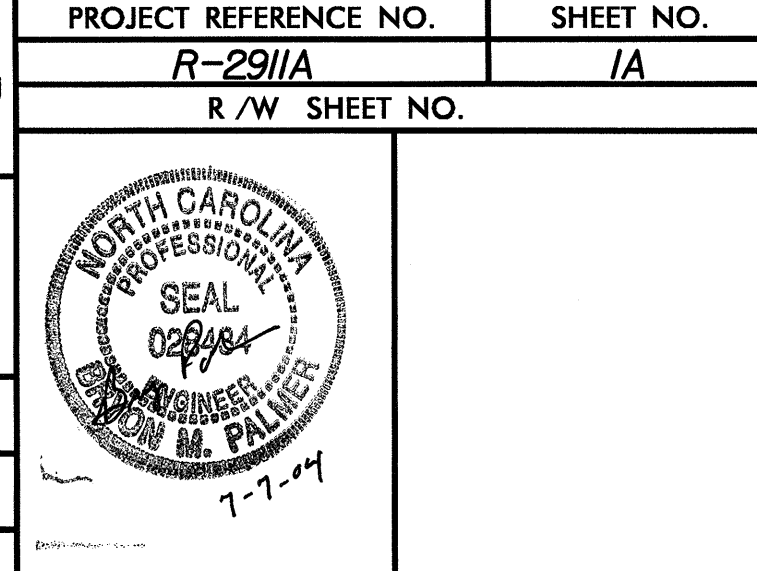 PROJECT REFERENCE NO.
SHEET NO.
R-2911A
1A
R/W SHEET NO.
NORTH CAROLINA
PROFESSIONAL
SEAL
ENGINEER
M. PALMER
7-7-04